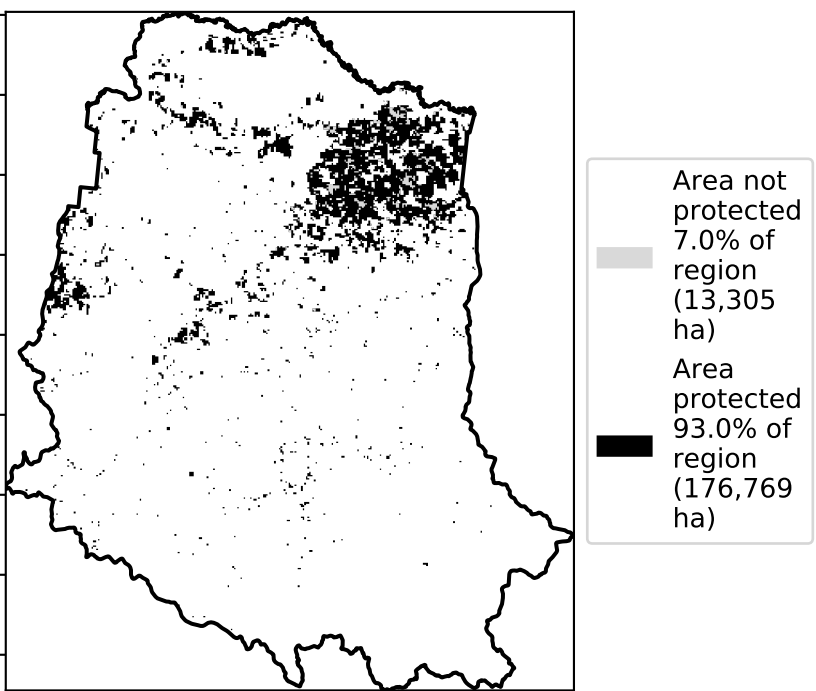 Area not
protected
7.0% of
region
(13,305
ha)
Area
protected
93.0% of
region
(176,769
ha)